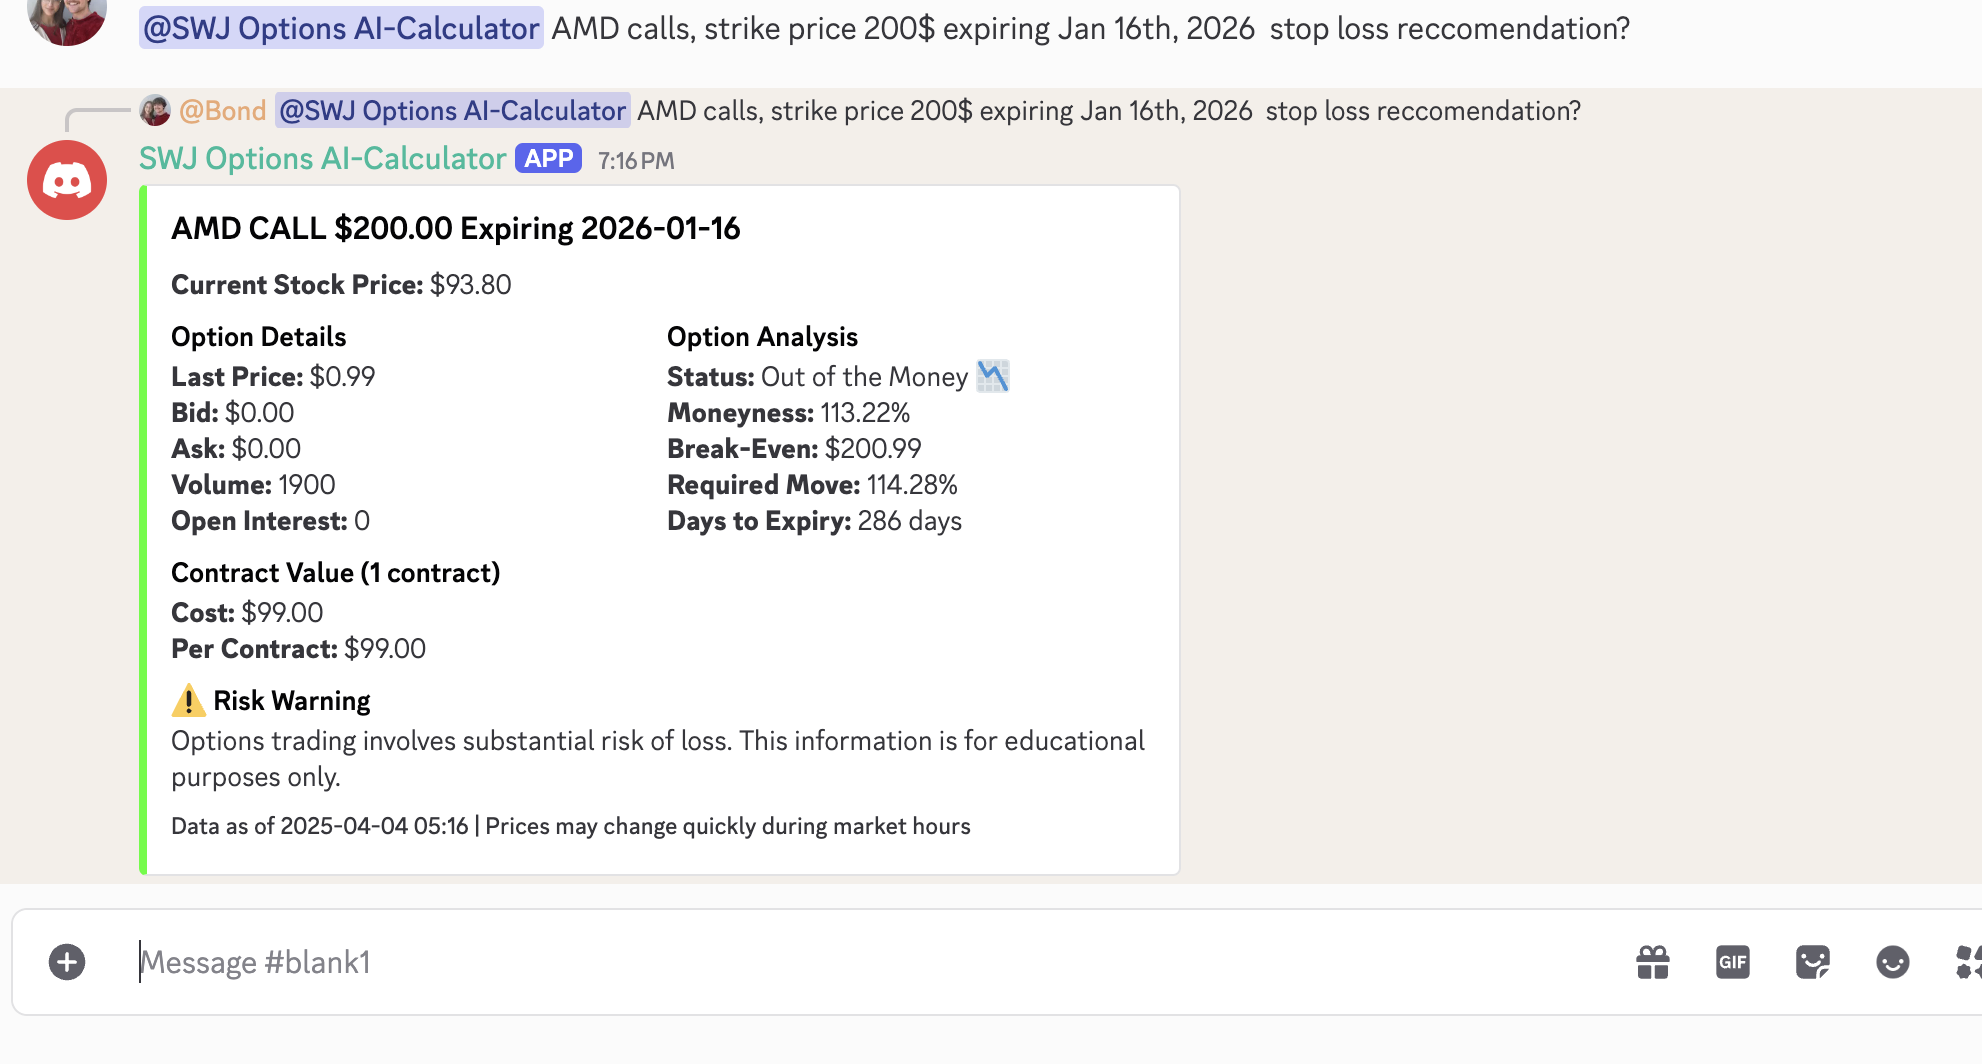 @SWJ Options AI-Calculator AMD calls, strike price 200$ expiring Jan 16th, 2026 stop loss reccomendation?
@Bond @SWJ Options AI-Calculator AMD calls, strike price 200$ expiring Jan 16th, 2026 stop loss reccomendation?
SWJ Options AI-Calculator APP 7:16 PM
AMD CALL $200.00 Expiring 2026-01-16
Current Stock Price: $93.80
Option Details
Last Price: $0.99
Bid: $0.00
Ask: $0.00
Volume: 1900
Open Interest: 0
Option Analysis
Status: Out of the Money
Moneyness: 113.22%
Break-Even: $200.99
Required Move: 114.28%
Days to Expiry: 286 days
Contract Value (1 contract)
Cost: $99.00
Per Contract: $99.00
⚠️ Risk Warning
Options trading involves substantial risk of loss. This information is for educational
purposes only.
Data as of 2025-04-04 05:16 | Prices may change quickly during market hours
Message #blank1
GIF